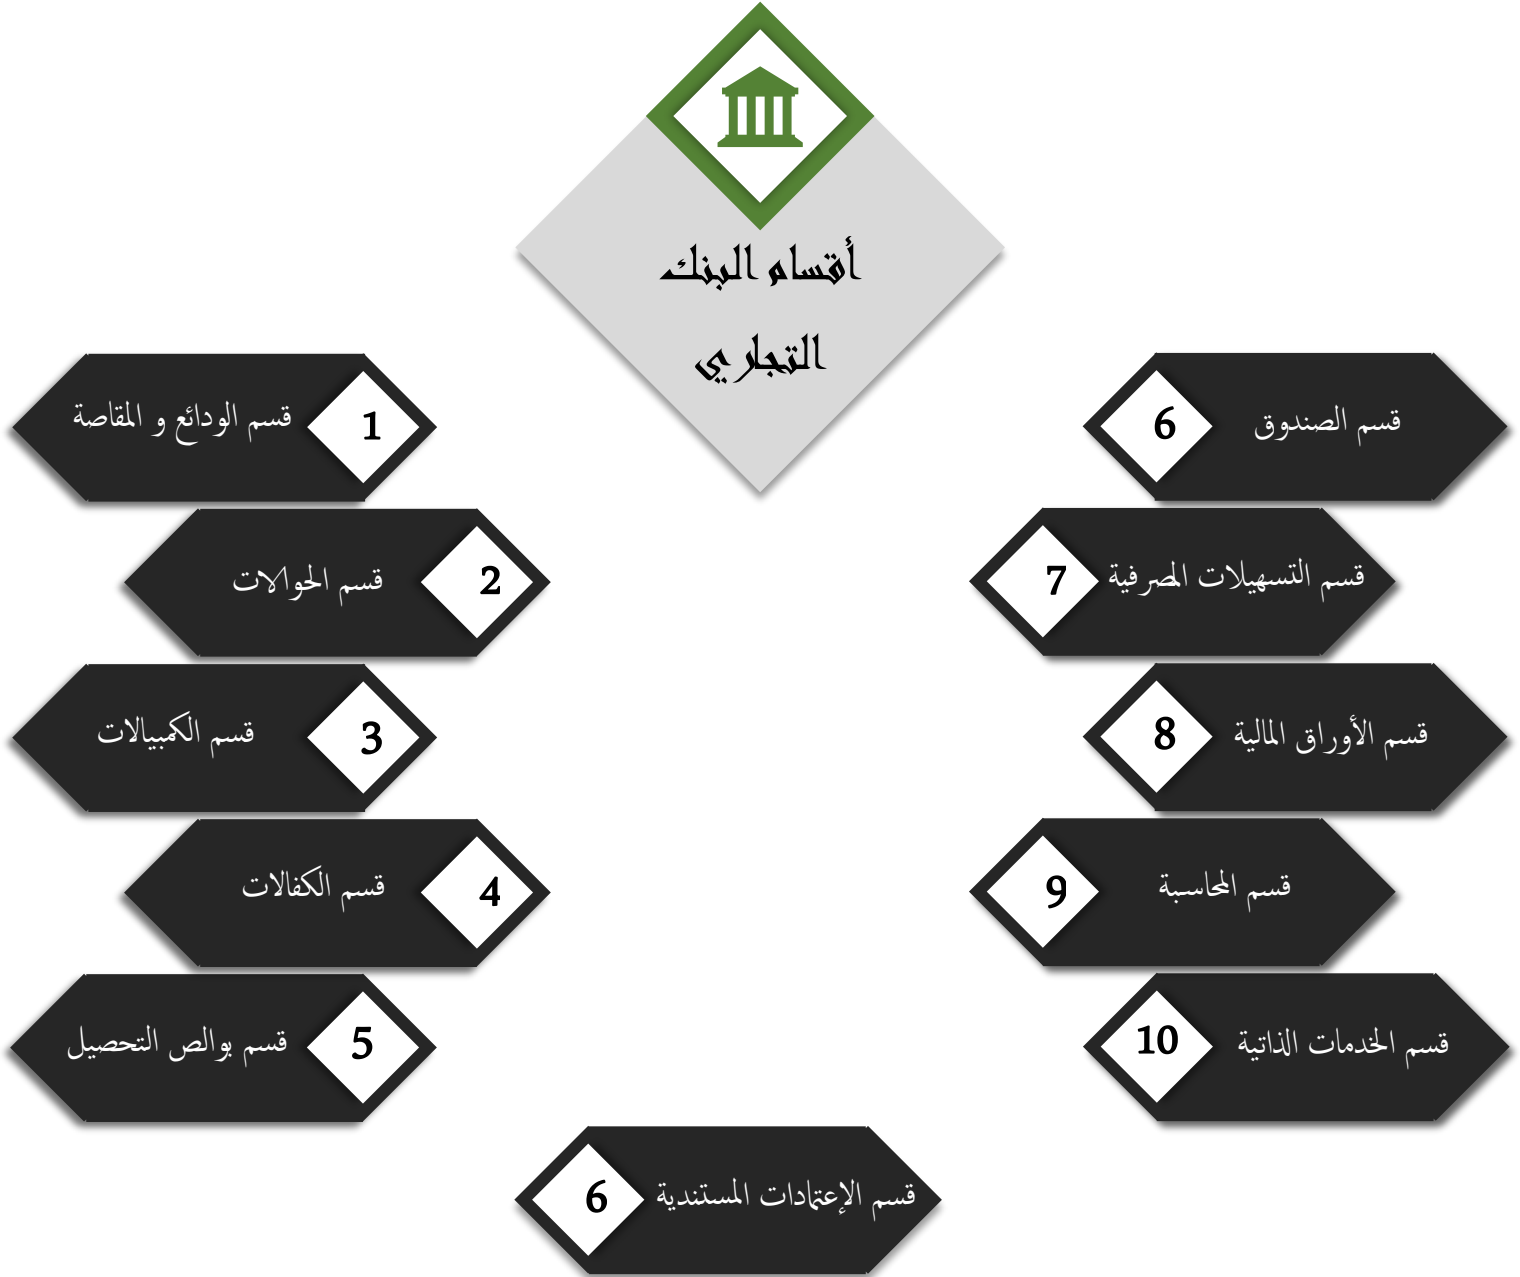 أقسام البنك
التجاري
1 قسم الودائع و المقاصة
2 قسم الحوالات
3 قسم الكمبيالات
4 قسم الكفالات
5 قسم بوالص التحصيل
6 قسم الصندوق
7 قسم التسهيلات المصرفية
8 قسم الأوراق المالية
9 قسم المحاسبة
10 قسم الخدمات الذاتية
6 قسم الإعتمادات المستندية